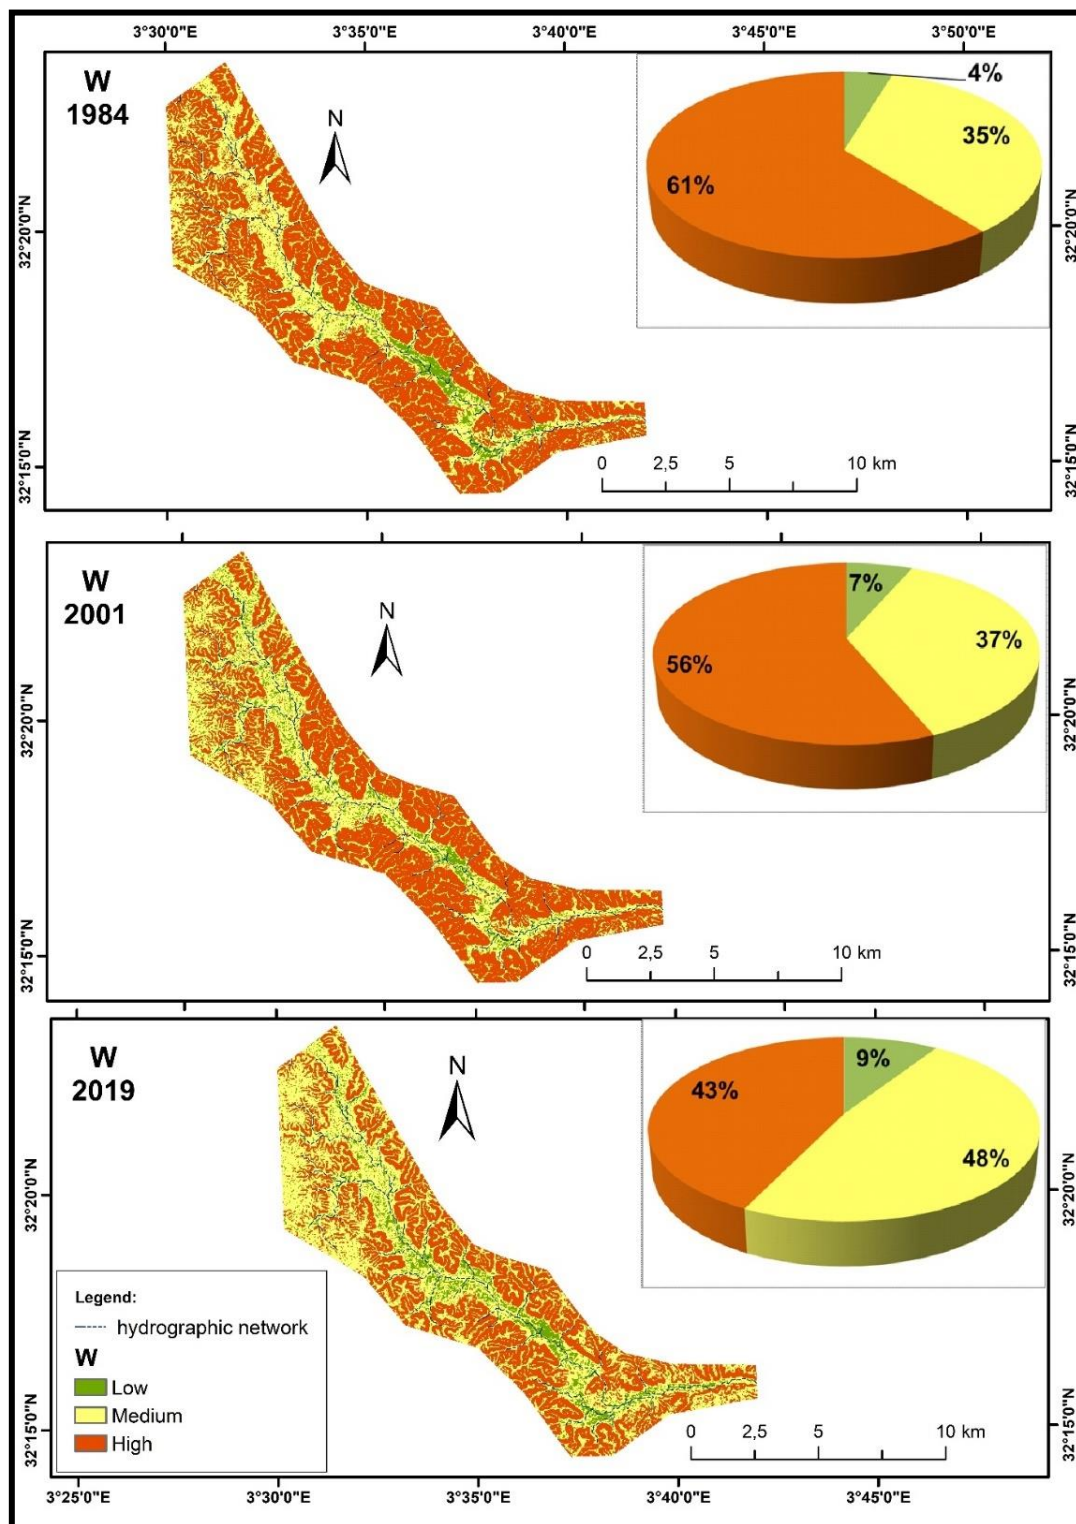 3°30'0"E 3°35'0"E 3°40'0"E 3°45'0"E 3°50'0"E
W
1984
N
4%
35%
61%
32°20'0"N
32°20'0"N
32°15'0"N
32°15'0"N
0 2,5 5 10 km
W
2001
N
7%
37%
56%
32°20'0"N
32°20'0"N
32°15'0"N
32°15'0"N
0 2,5 5 10 km
W
2019
N
9%
43%
48%
32°20'0"N
32°20'0"N
32°15'0"N
32°15'0"N
Legend:
hydrographic network
W
Low
Medium
High
0 2,5 5 10 km
3°25'0"E 3°30'0"E 3°35'0"E 3°40'0"E 3°45'0"E